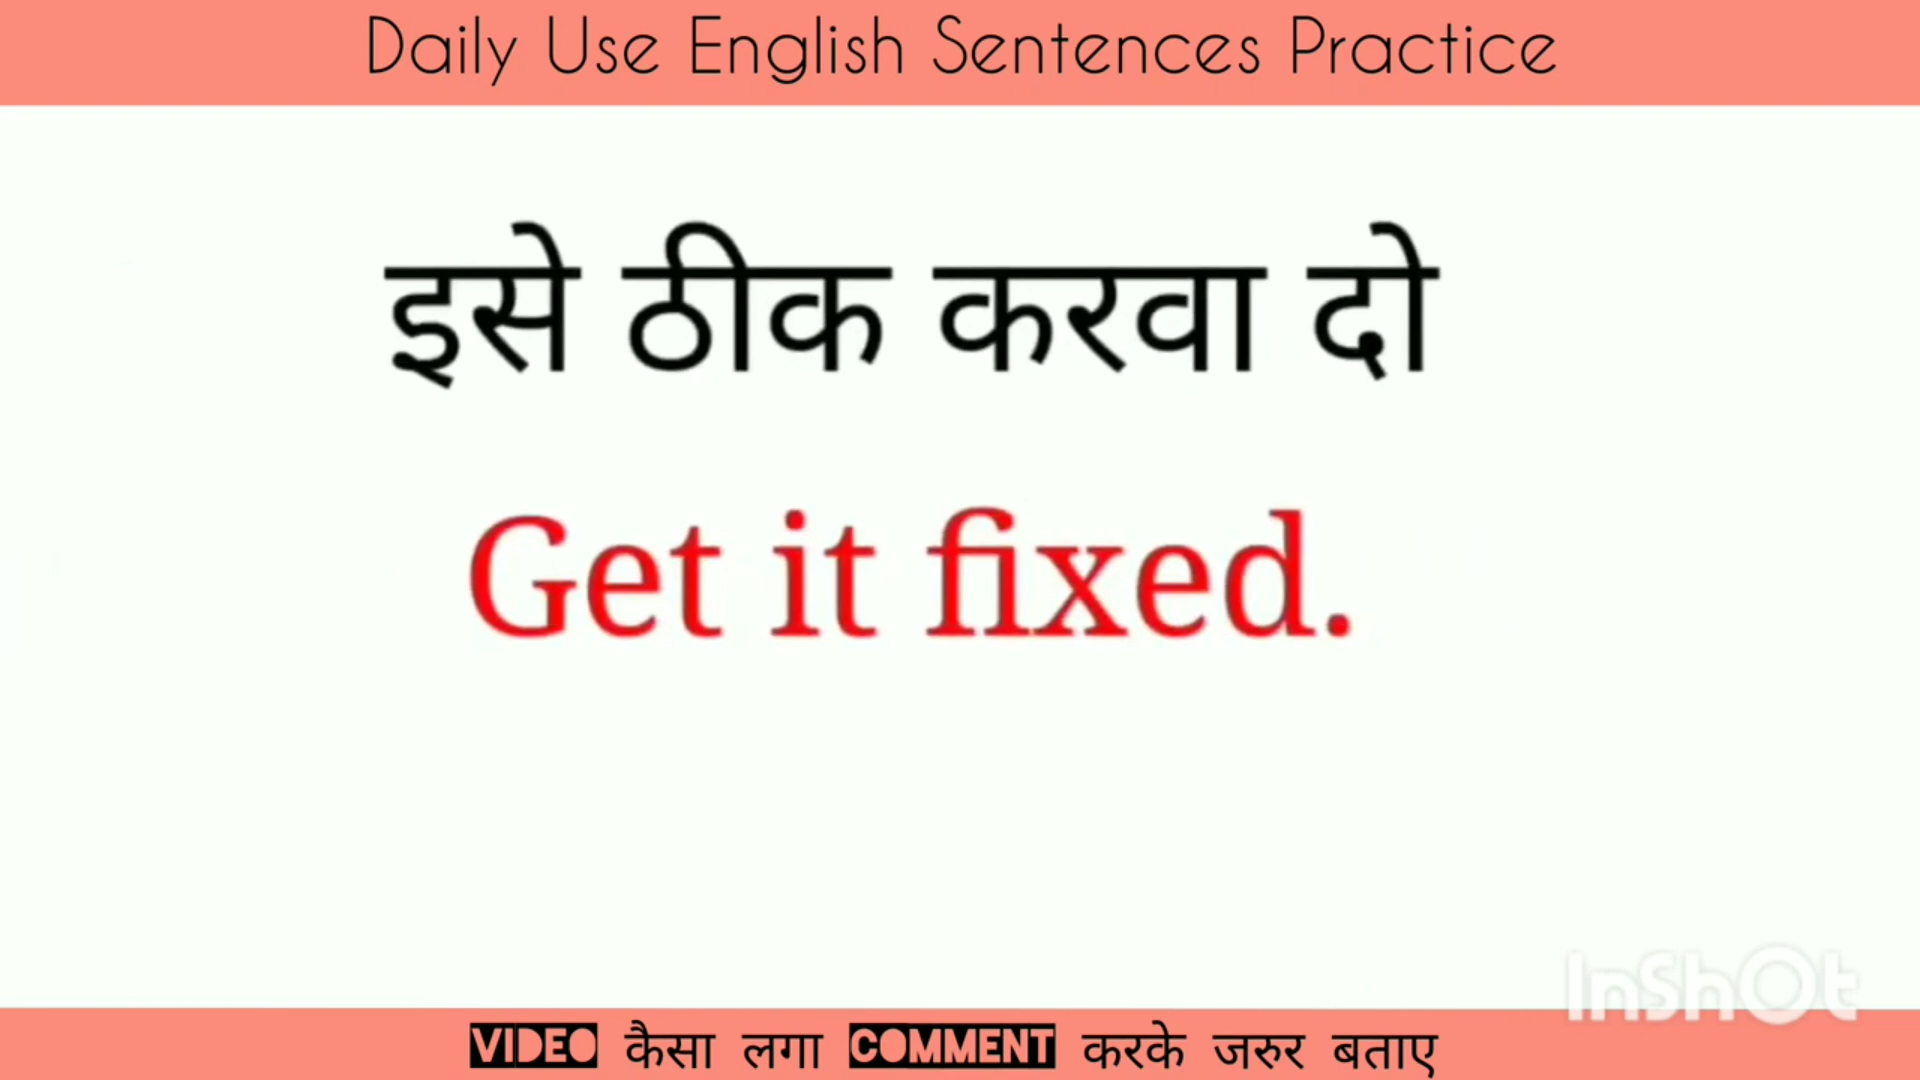 Daily Use English Sentences Practice
इसे ठीक करवा दो
Get it fixed.
InShOt
VIDEO कैसा लगा COMMENT करके जरुर बताए